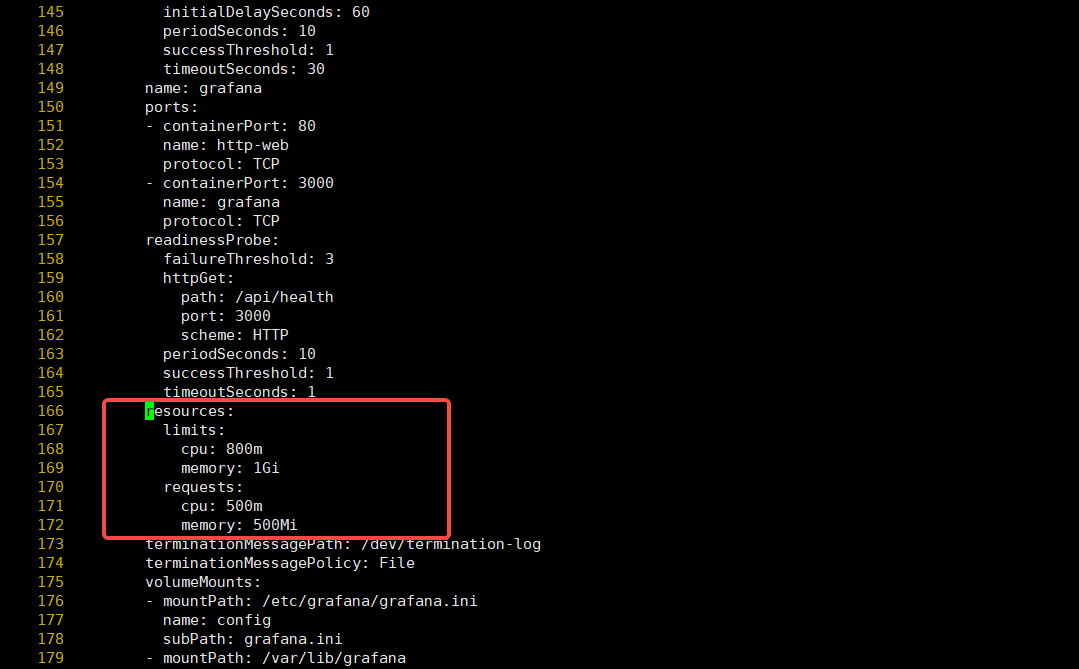 145           initialDelaySeconds: 60
146           periodSeconds: 10
147           successThreshold: 1
148           timeoutSeconds: 30
149         name: grafana
150         ports:
151         - containerPort: 80
152           name: http-web
153           protocol: TCP
154         - containerPort: 3000
155           name: grafana
156           protocol: TCP
157         readinessProbe:
158           failureThreshold: 3
159           httpGet:
160             path: /api/health
161             port: 3000
162             scheme: HTTP
163           periodSeconds: 10
164           successThreshold: 1
165           timeoutSeconds: 1
166         resources:
167           limits:
168             cpu: 800m
169             memory: 1Gi
170           requests:
171             cpu: 500m
172             memory: 500Mi
173         terminationMessagePath: /dev/termination-log
174         terminationMessagePolicy: File
175         volumeMounts:
176         - mountPath: /etc/grafana/grafana.ini
177           name: config
178           subPath: grafana.ini
179         - mountPath: /var/lib/grafana